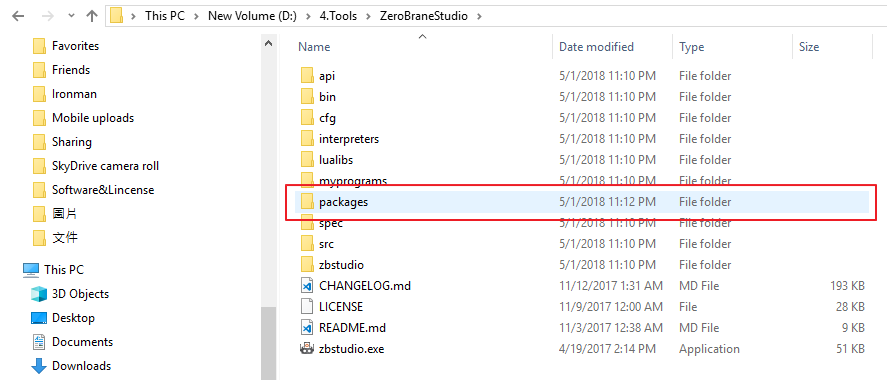 This PC > New Volume (D:) > 4.Tools > ZeroBraneStudio >
Favorites
Friends
Ironman
Mobile uploads
Sharing
SkyDrive camera roll
Software&Lincense
圖片
文件
This PC
3D Objects
Desktop
Documents
Downloads
Name Date modified Type Size
api 5/1/2018 11:10 PM File folder
bin 5/1/2018 11:10 PM File folder
cfg 5/1/2018 11:10 PM File folder
interpreters 5/1/2018 11:10 PM File folder
lualibs 5/1/2018 11:10 PM File folder
myprograms 5/1/2018 11:10 PM File folder
packages 5/1/2018 11:12 PM File folder
spec 5/1/2018 11:10 PM File folder
src 5/1/2018 11:10 PM File folder
zbstudio 5/1/2018 11:10 PM File folder
CHANGELOG.md 11/12/2017 1:31 AM MD File 193 KB
LICENSE 11/9/2017 12:00 AM File 28 KB
README.md 11/3/2017 12:38 AM MD File 9 KB
zbstudio.exe 4/19/2017 2:14 PM Application 51 KB